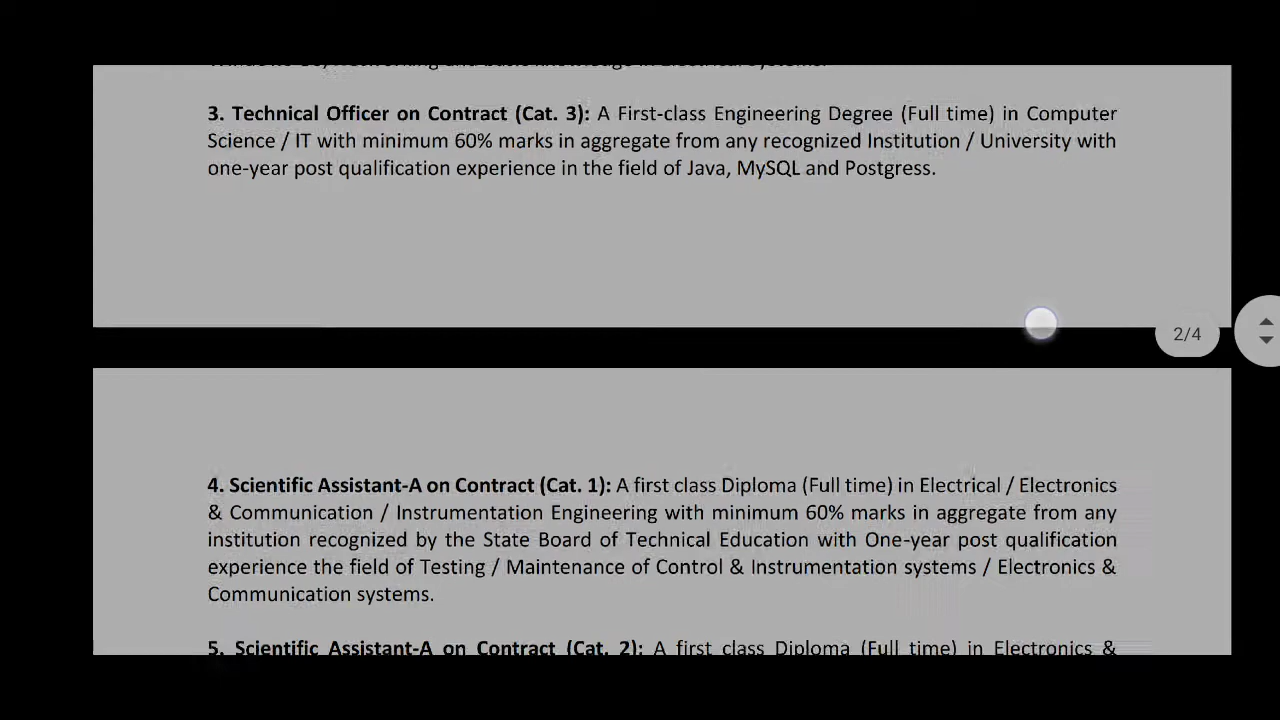 3. Technical Officer on Contract (Cat. 3): A First-class Engineering Degree (Full time) in Computer
Science / IT with minimum 60% marks in aggregate from any recognized Institution / University with
one-year post qualification experience in the field of Java, MySQL and Postgress.
2/4
4. Scientific Assistant-A on Contract (Cat. 1): A first class Diploma (Full time) in Electrical / Electronics
& Communication / Instrumentation Engineering with minimum 60% marks in aggregate from any
institution recognized by the State Board of Technical Education with One-year post qualification
experience the field of Testing / Maintenance of Control & Instrumentation systems / Electronics &
Communication systems.
5. Scientific Assistant-A on Contract (Cat. 2): A first class Diploma (Full time) in Electronics &